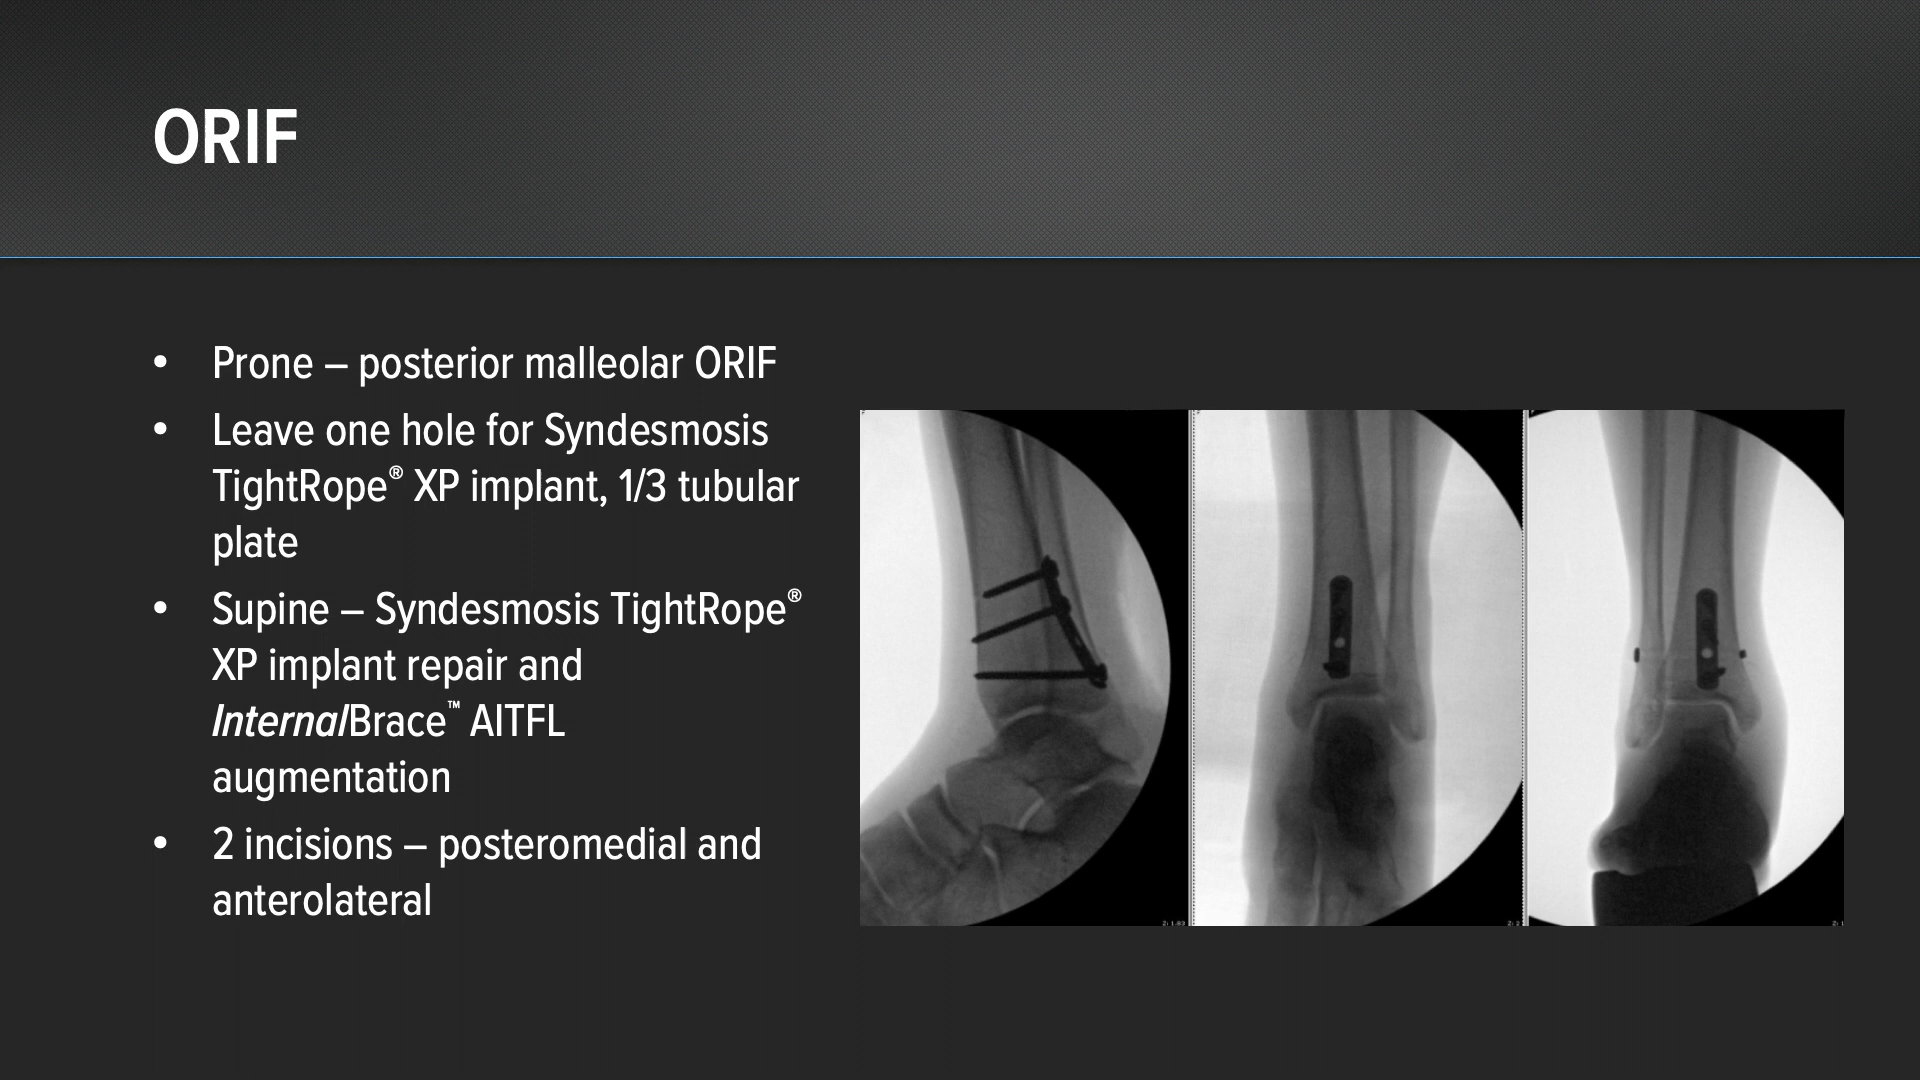 ORIF
• Prone – posterior malleolar ORIF
• Leave one hole for Syndesmosis
TightRope® XP implant, 1/3 tubular
plate
• Supine – Syndesmosis TightRope®
XP implant repair and
InternalBrace™ AITFL
augmentation
• 2 incisions – posteromedial and
anterolateral